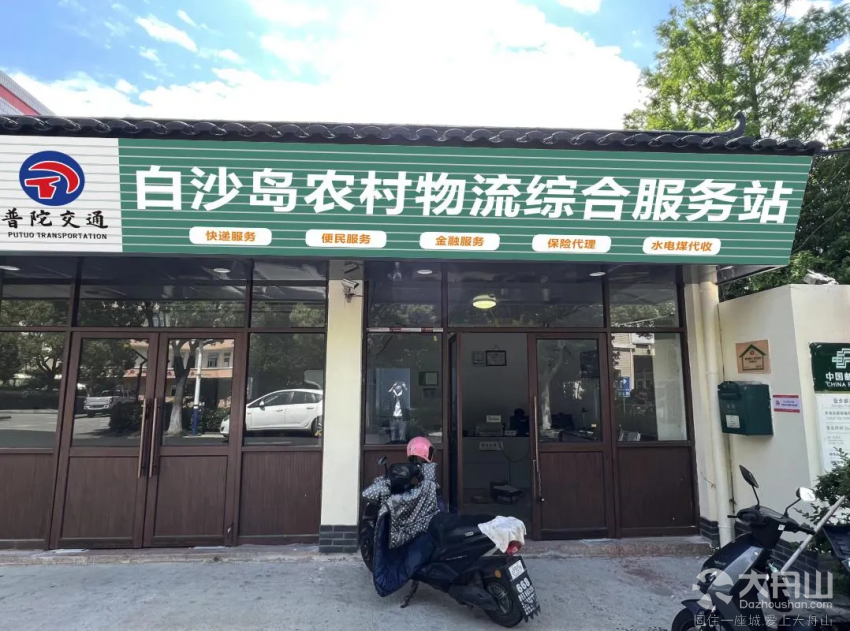 白沙岛农村物流综合服务站
普陀交通
PUTUO TRANSPORTATION
快递服务
便民服务
金融服务
保险代理
水电煤代收
中国邮
CHINA
大舟山
Dazhoushan.com
同住一座城.爱上大舟山